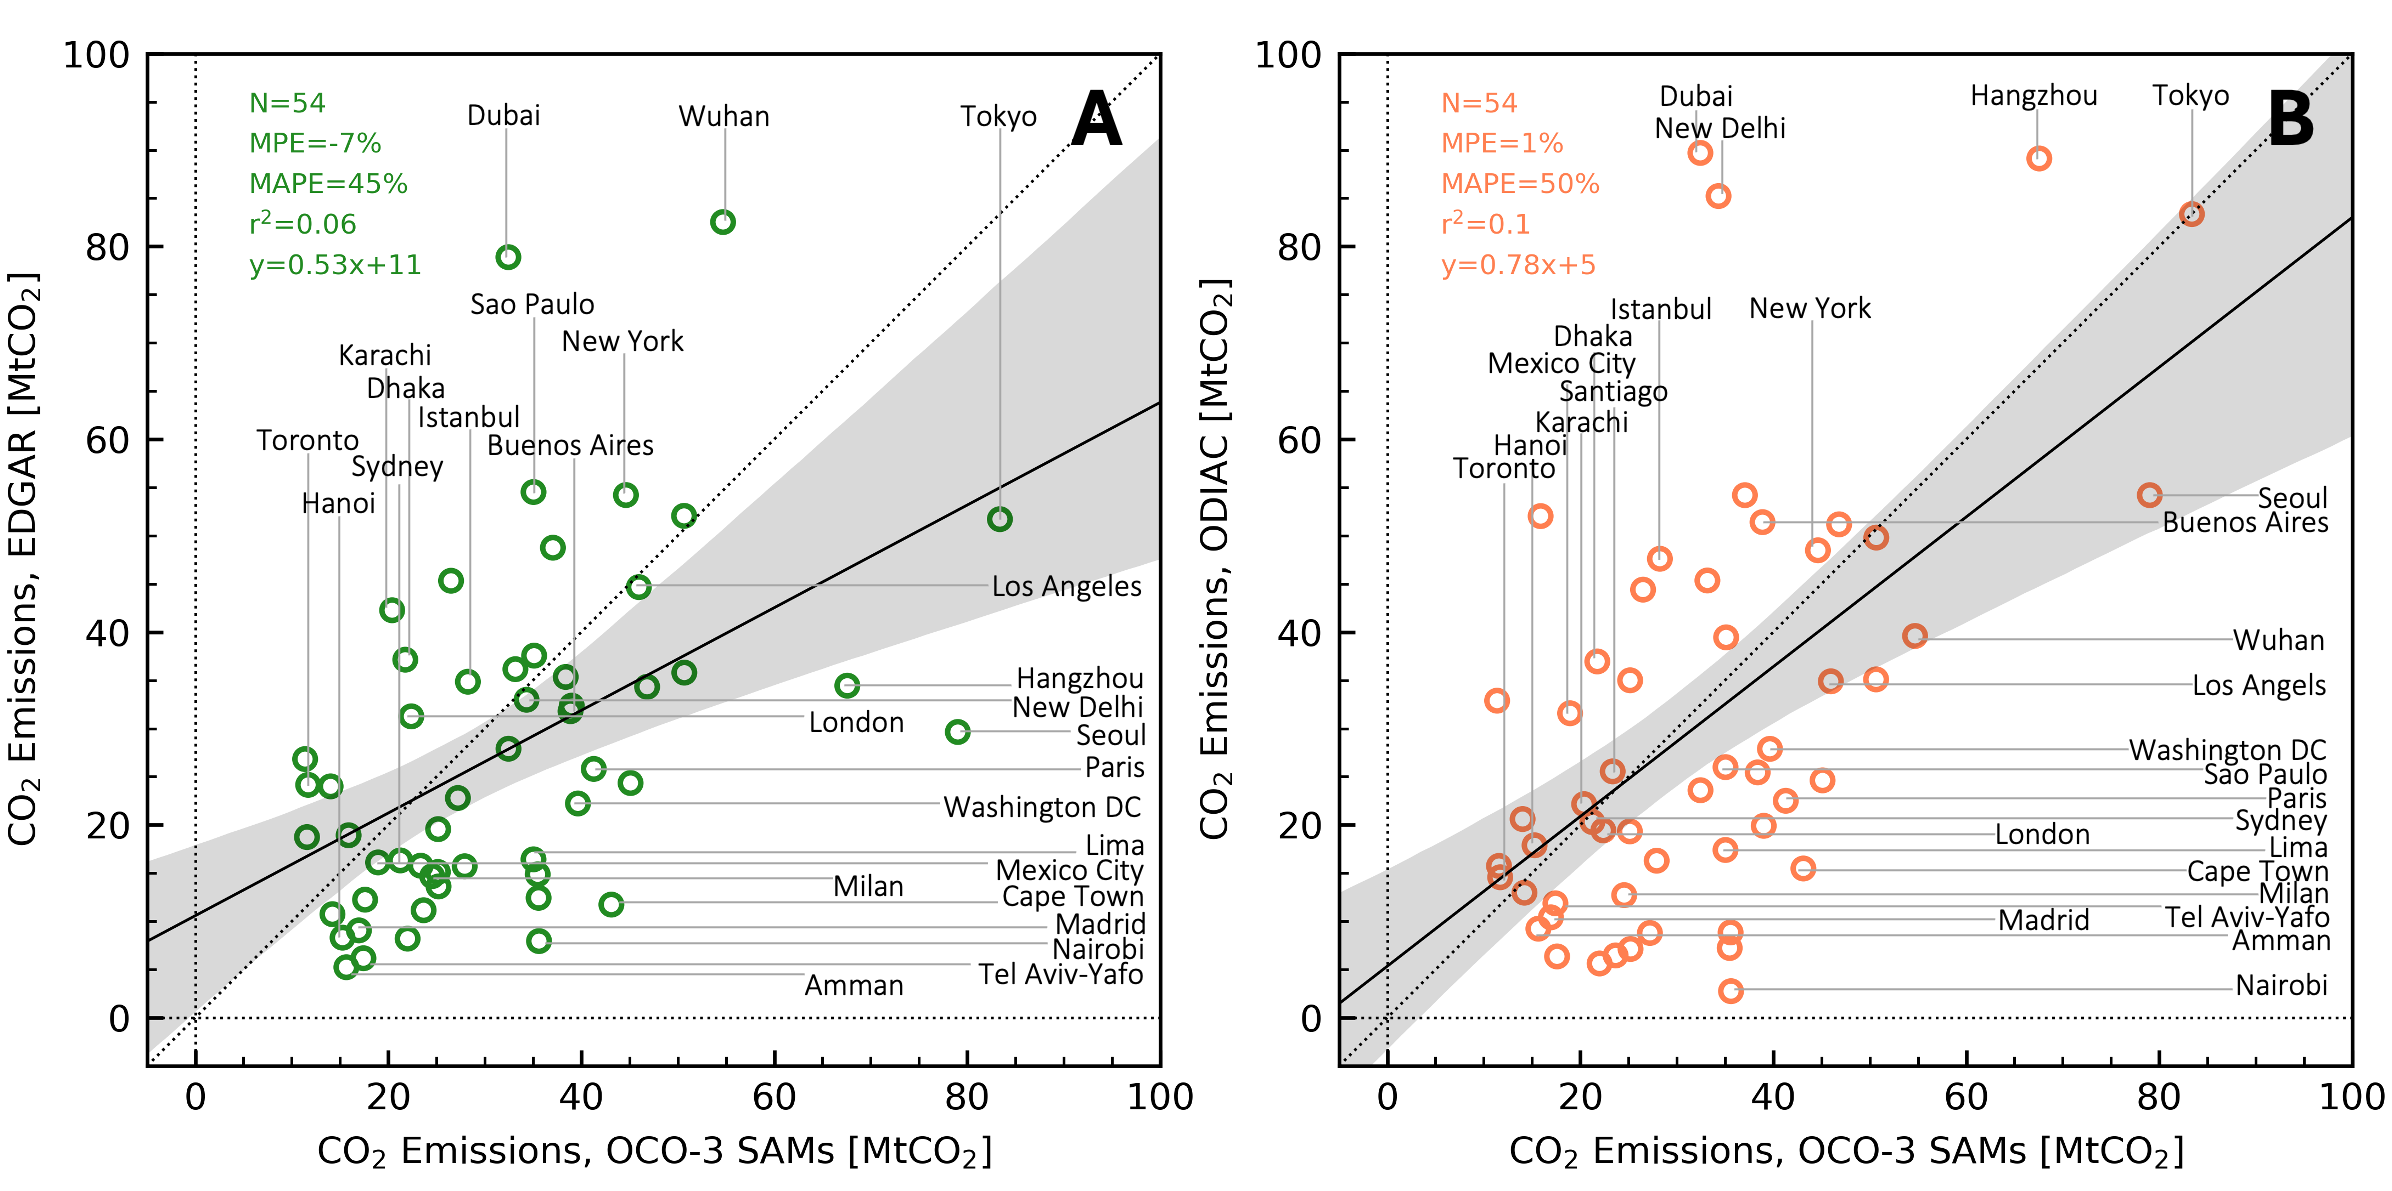 A
N=54
MPE=-7%
MAPE=45%
r²=0.06
y=0.53x+11
Dubai
Wuhan
Tokyo
Sao Paulo
New York
Karachi
Dhaka
Istanbul
Toronto
Buenos Aires
Sydney
Hanoi
Los Angeles
Hangzhou
New Delhi
London
Seoul
Paris
Washington DC
Lima
Mexico City
Milan
Cape Town
Madrid
Nairobi
Tel Aviv-Yafo
Amman
100
80
60
40
20
0
0 20 40 60 80 100
CO₂ Emissions, EDGAR [MtCO₂]
CO₂ Emissions, OCO-3 SAMs [MtCO₂]
B
N=54
MPE=1%
MAPE=50%
r²=0.1
y=0.78x+5
Dubai
New Delhi
Hangzhou
Tokyo
Istanbul
New York
Dhaka
Mexico City
Santiago
Karachi
Hanoi
Toronto
Seoul
Buenos Aires
Wuhan
Los Angels
Washington DC
Sao Paulo
Paris
Sydney
London
Lima
Cape Town
Milan
Tel Aviv-Yafo
Madrid
Amman
Nairobi
100
80
60
40
20
0
0 20 40 60 80 100
CO₂ Emissions, ODIAC [MtCO₂]
CO₂ Emissions, OCO-3 SAMs [MtCO₂]